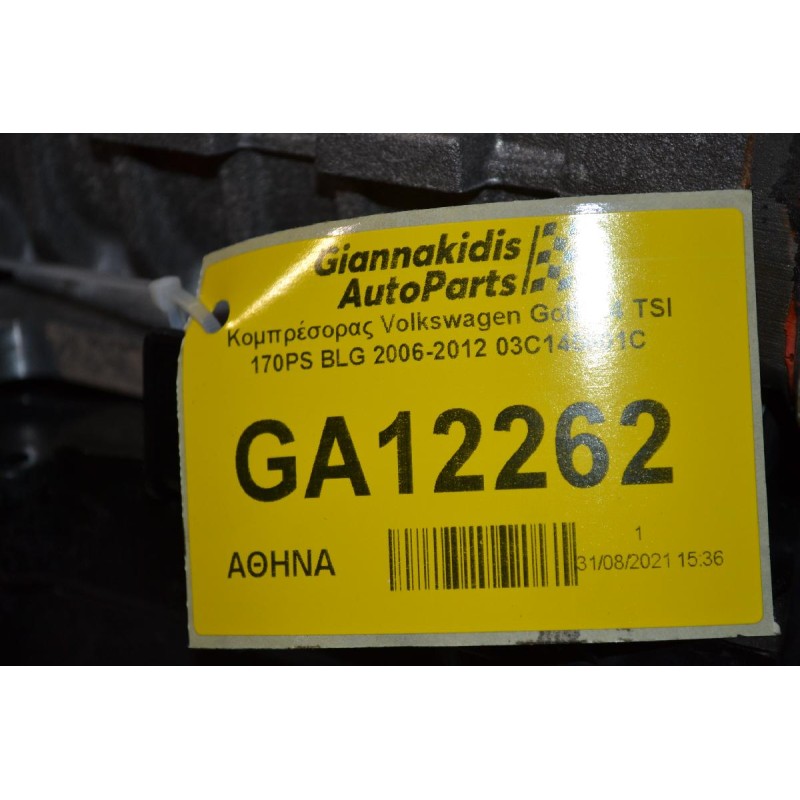 Giannakidis
AutoParts
Κομπρέσορας Volkswagen TSI
170PS BLG 2006-2012
GA12262
ΑΘΗΝΑ
1
31/08/2021 15:36